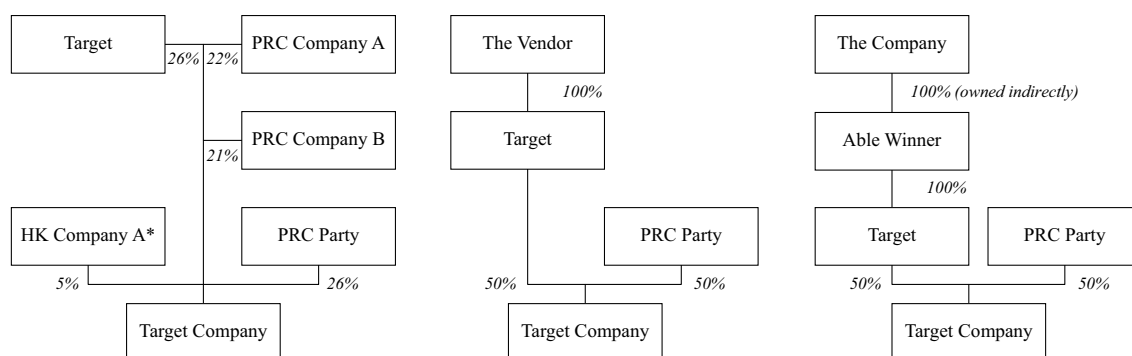 Target
26%
22%
PRC Company A
21%
PRC Company B
HK Company A*
PRC Party
5%
26%
Target Company
The Vendor
100%
Target
PRC Party
50%
50%
Target Company
The Company
100% (owned indirectly)
Able Winner
100%
Target
PRC Party
50%
50%
Target Company